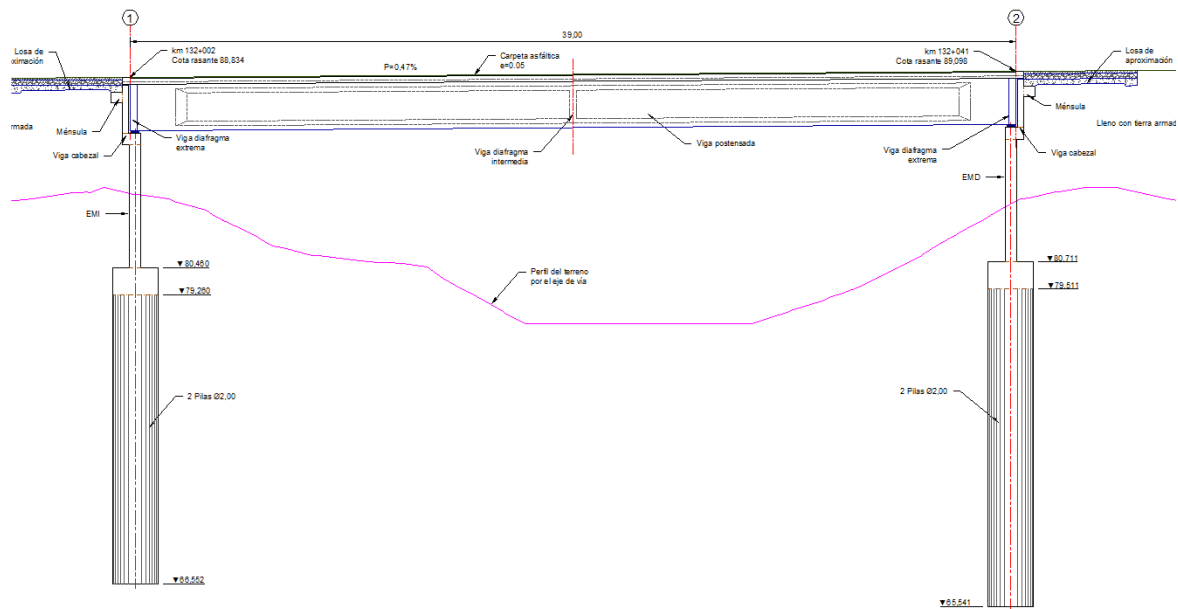 1
2
39,00
km 132+002
Cota rasante 88,834
P=0,47%
Carpeta asfáltica
e=0.05
km 132+041
Cota rasante 89,098
Losa de
oximación
Losa de
aproximación
Ménsula
Ménsula
ormada
Lleno con tierra armad
Viga cabezal
Viga diafragma
extrema
Viga diafragma
intermedia
Viga postensada
Viga diafragma
extrema
Viga cabezal
EMI
EMD
▼80,460
▼79,260
▼80,711
▼79,511
Perfil del terreno
por el eje de vía
2 Pilas Ø2,00
2 Pilas Ø2,00
▼66,552
▼65,541